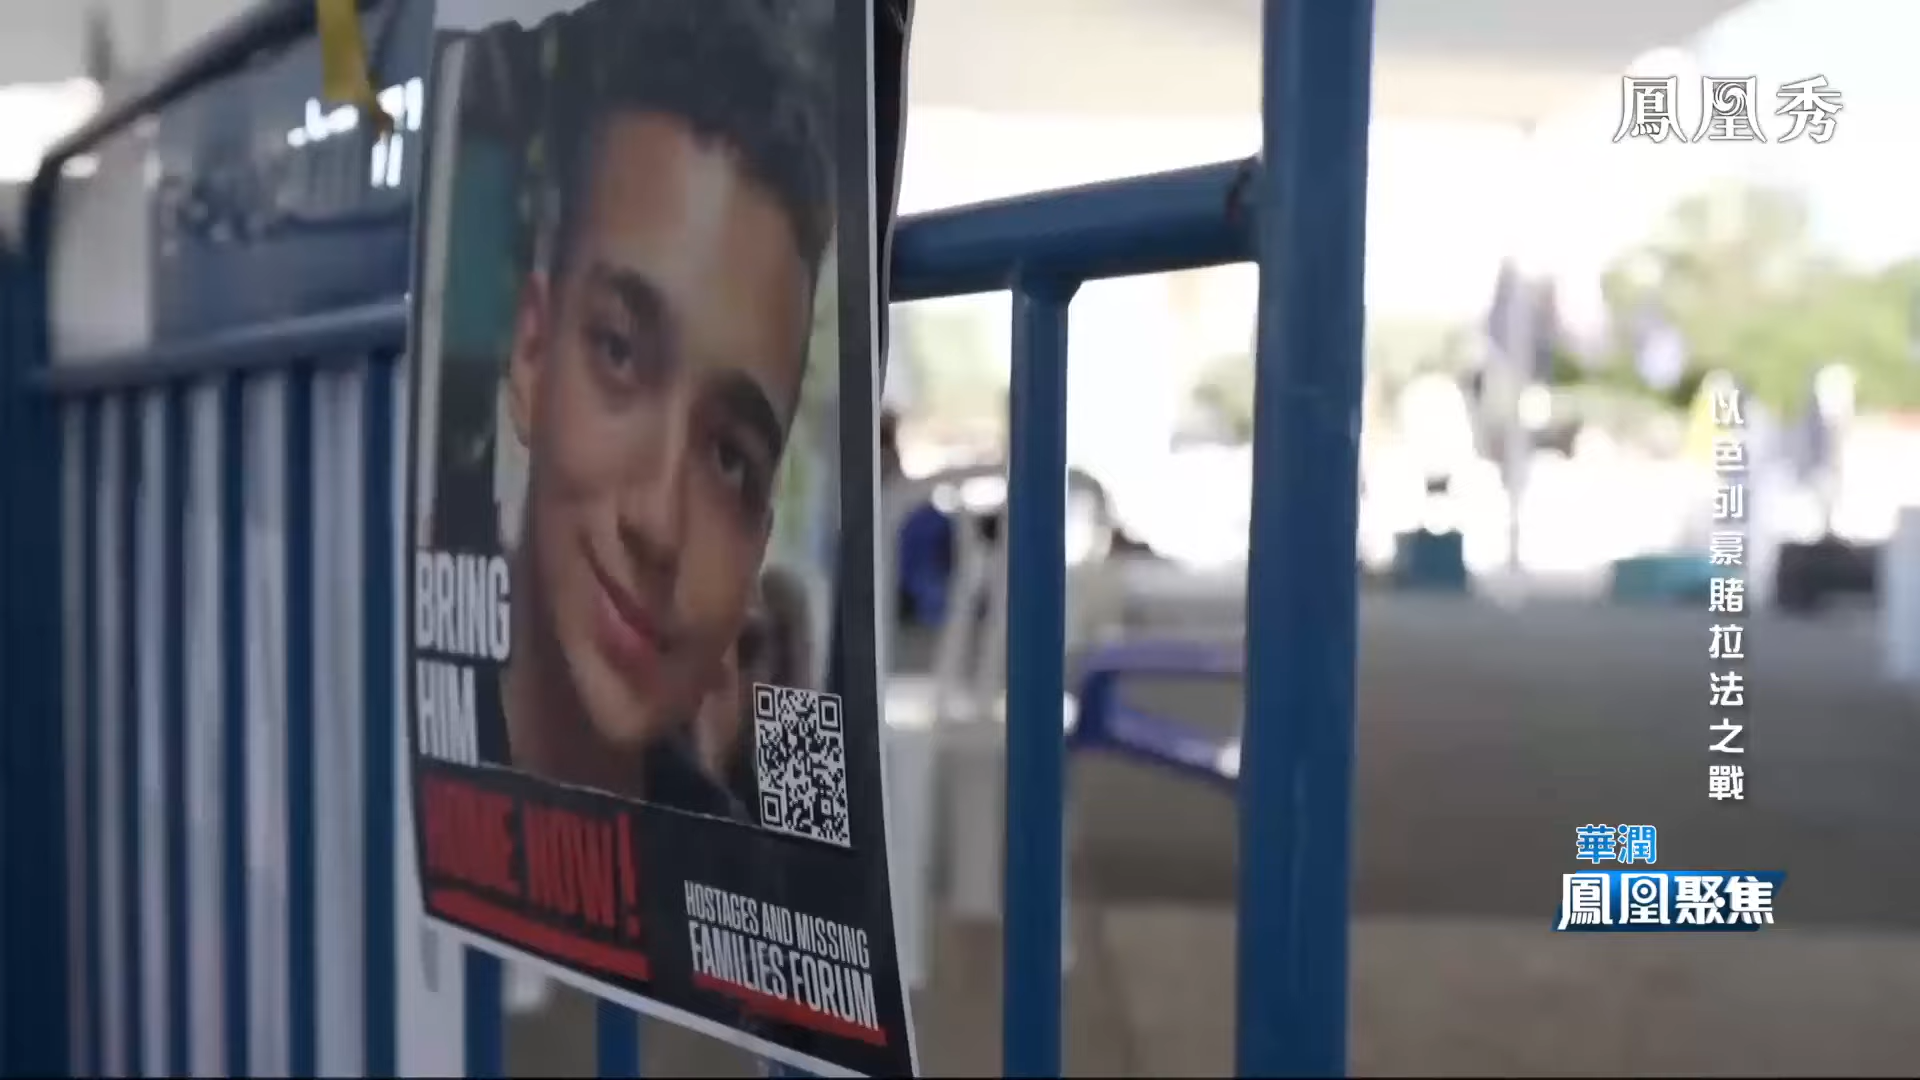 鳳凰秀
BRING
HIM
HOME NOW!
HOSTAGES AND MISSING
FAMILIES FORUM
以色列豪賭拉法之戰
華潤
鳳凰聚焦